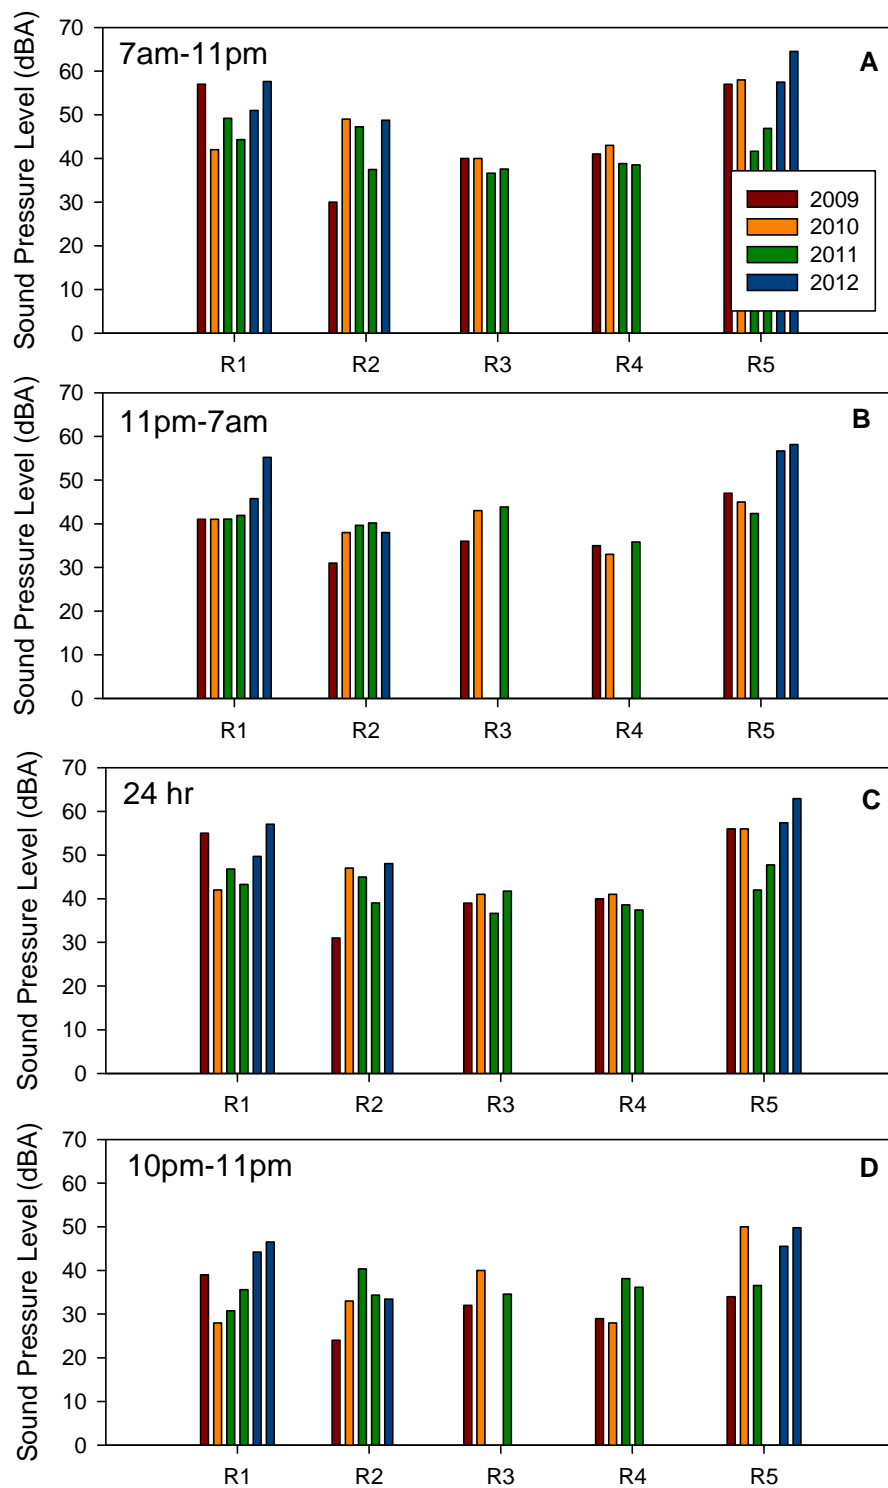 Sound Pressure Level (dBA)
70
60
50
40
30
20
10
0
7am-11pm
A
2009
2010
2011
2012
R1 R2 R3 R4 R5
Sound Pressure Level (dBA)
70
60
50
40
30
20
10
0
11pm-7am
B
R1 R2 R3 R4 R5
Sound Pressure Level (dBA)
70
60
50
40
30
20
10
0
24 hr
C
R1 R2 R3 R4 R5
Sound Pressure Level (dBA)
70
60
50
40
30
20
10
0
10pm-11pm
D
R1 R2 R3 R4 R5